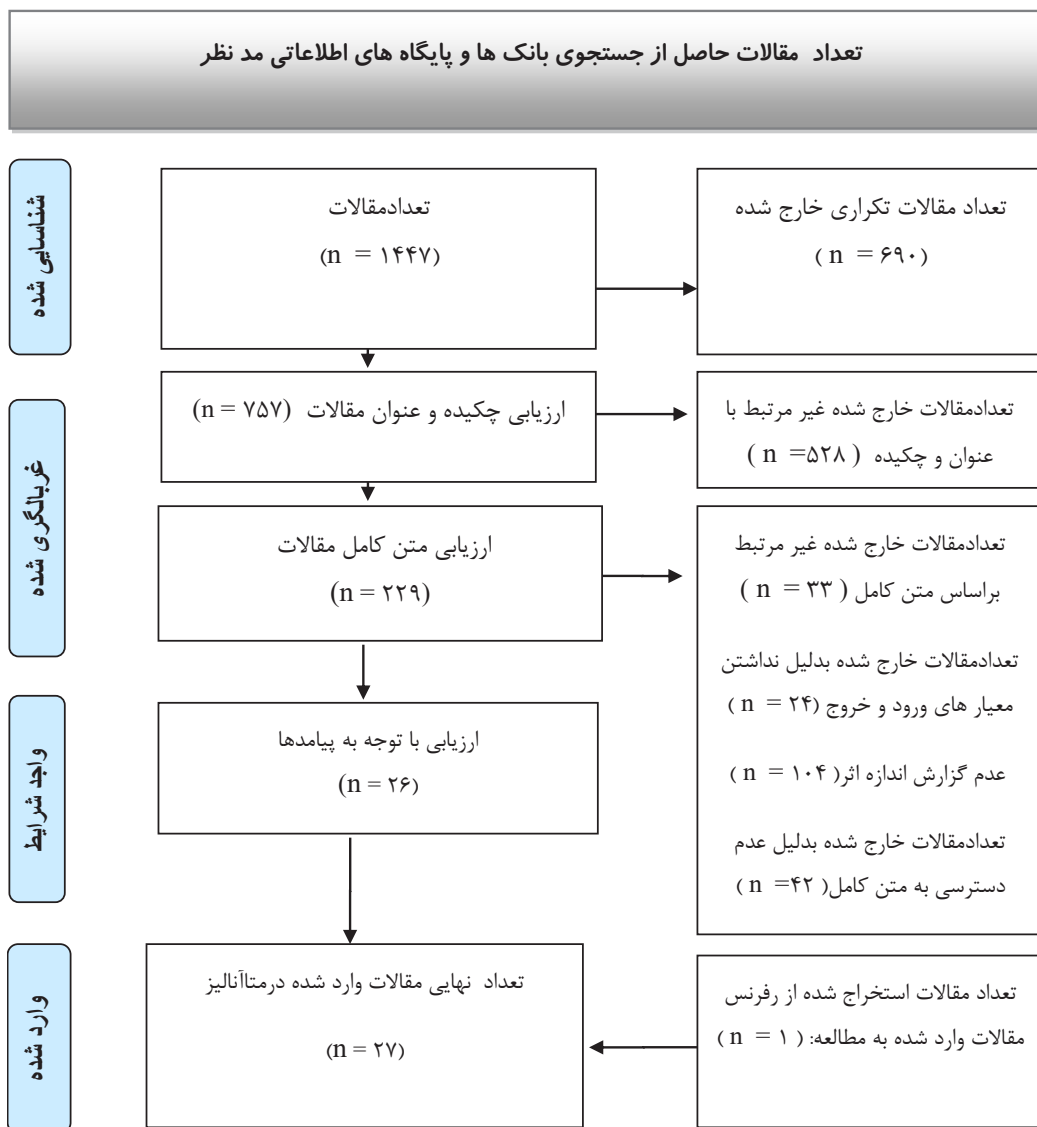 تعداد مقالات حاصل از جستجوی بانک ها و پایگاه های اطلاعاتی مد نظر
شناسایی شده
تعدادمقالات
(n = ۱۴۴۷)
تعداد مقالات تکراری خارج شده
( n = ۶۹۰)
غربالگری شده
ارزیابی چکیده و عنوان مقالات (n = ۷۵۷)
تعدادمقالات خارج شده غیر مرتبط با
عنوان و چکیده ( n =۵۲۸ )
ارزیابی متن کامل مقالات
(n = ۲۲۹)
تعدادمقالات خارج شده غیر مرتبط
براساس متن کامل ( n = ۳۳ )
تعدادمقالات خارج شده بدلیل نداشتن
معیار های ورود و خروج (n = ۲۴ )
عدم گزارش اندازه اثر( n = ۱۰۴ )
تعدادمقالات خارج شده بدلیل عدم
دسترسی به متن کامل( n =۴۲ )
واجد شرایط
ارزیابی با توجه به پیامدها
(n = ۲۶)
وارد شده
تعداد نهایی مقالات وارد شده درمتاآنالیز
(n = ۲۷)
تعداد مقالات استخراج شده از رفرنس
مقالات وارد شده به مطالعه: ( n = ۱ )